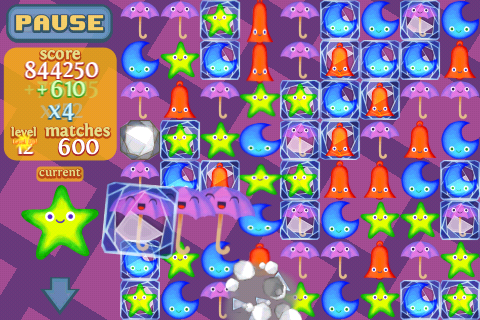 PAUSE
score
844250
+610
x4
level matches
12 600
current